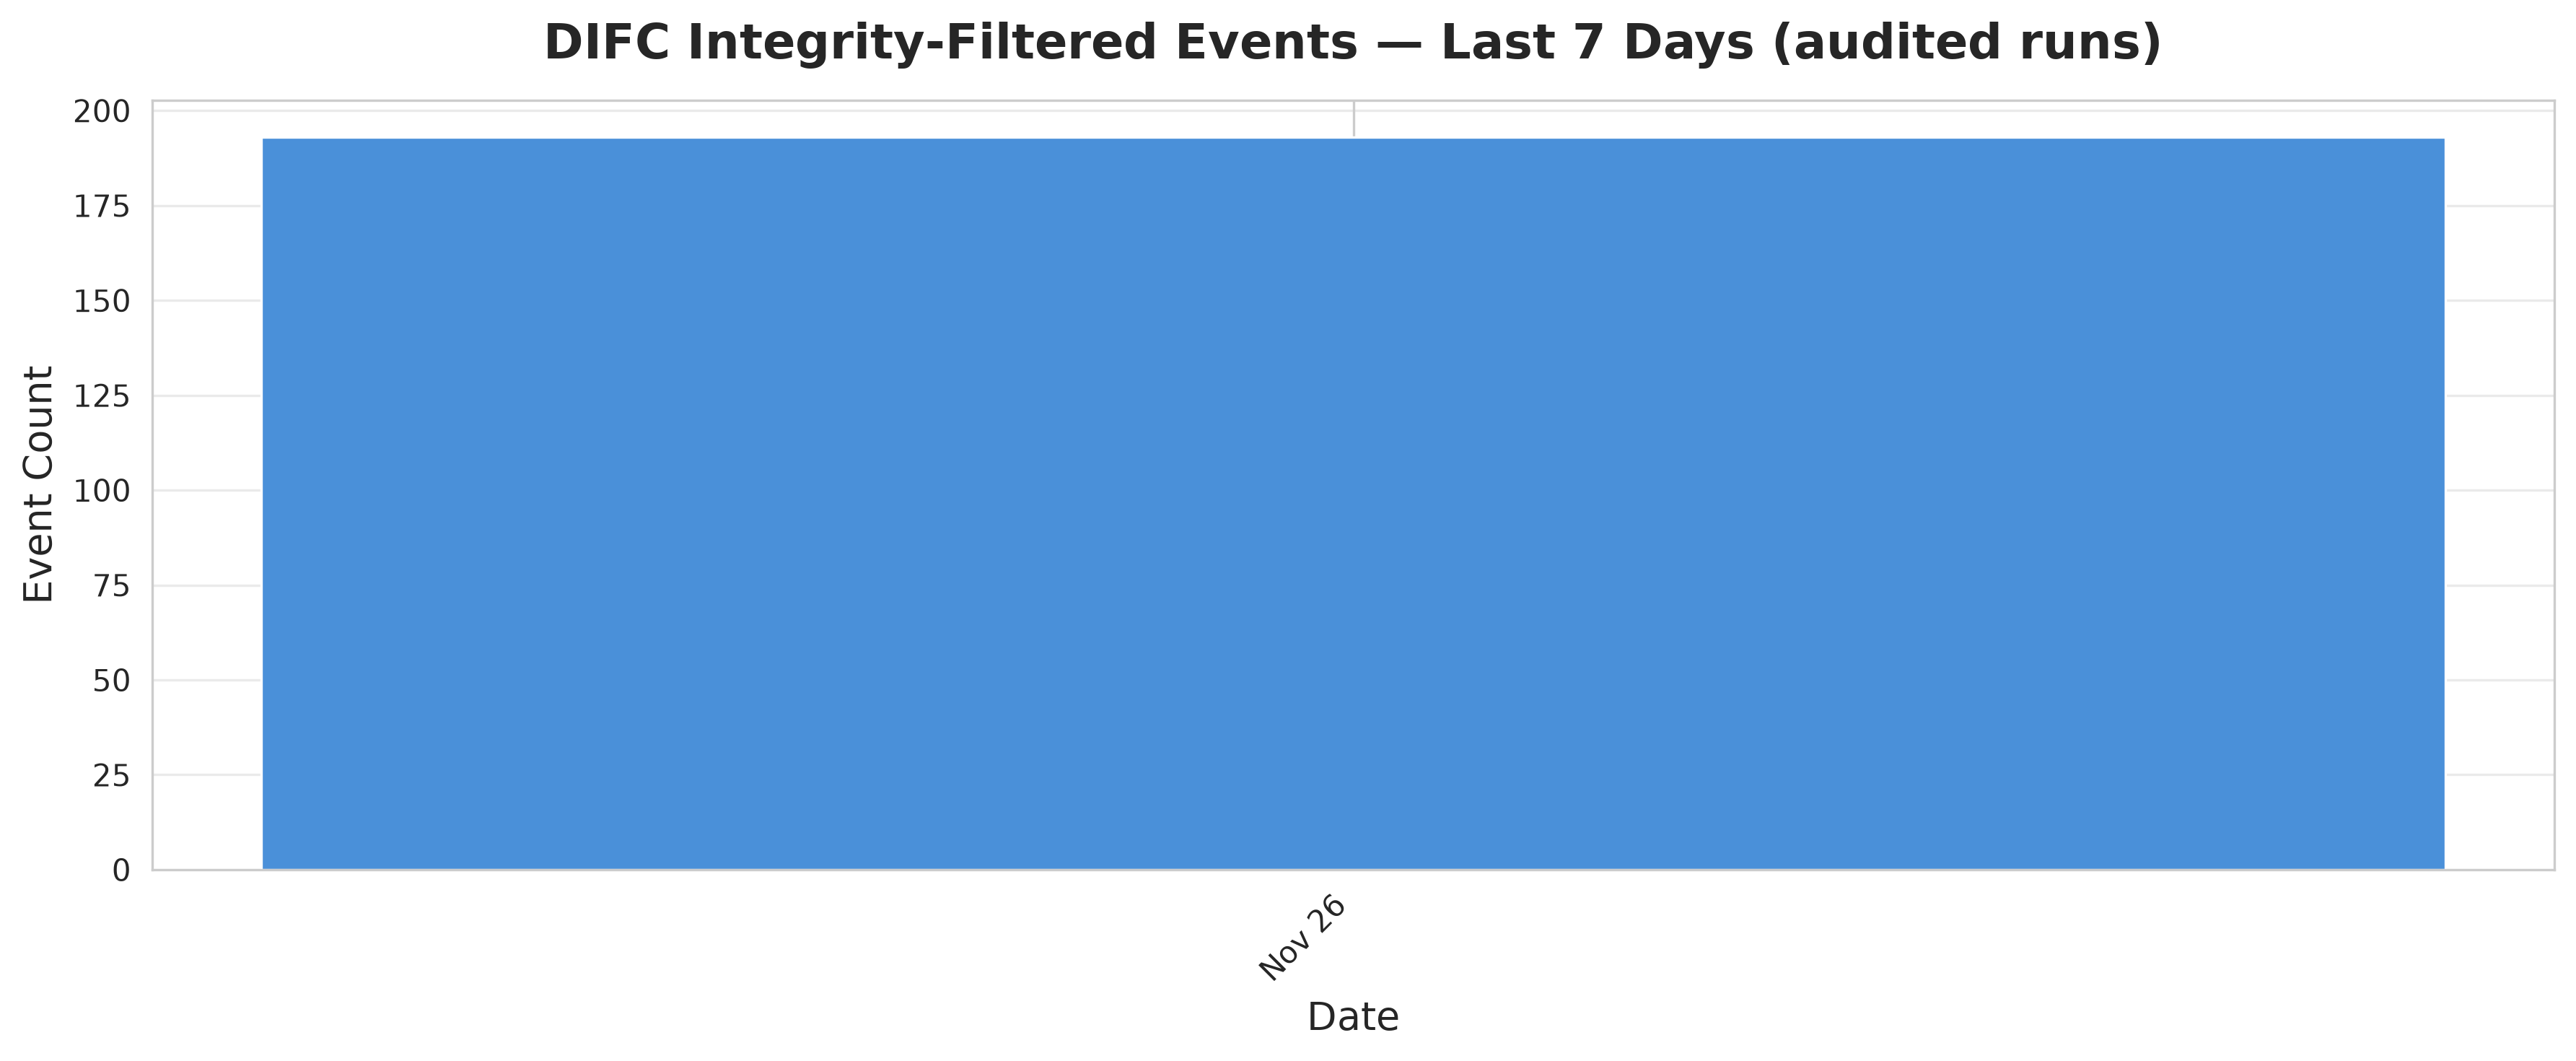 DIFC Integrity-Filtered Events — Last 7 Days (audited runs)
200
175
150
125
100
75
50
25
0
Event Count
Nov 26
Date